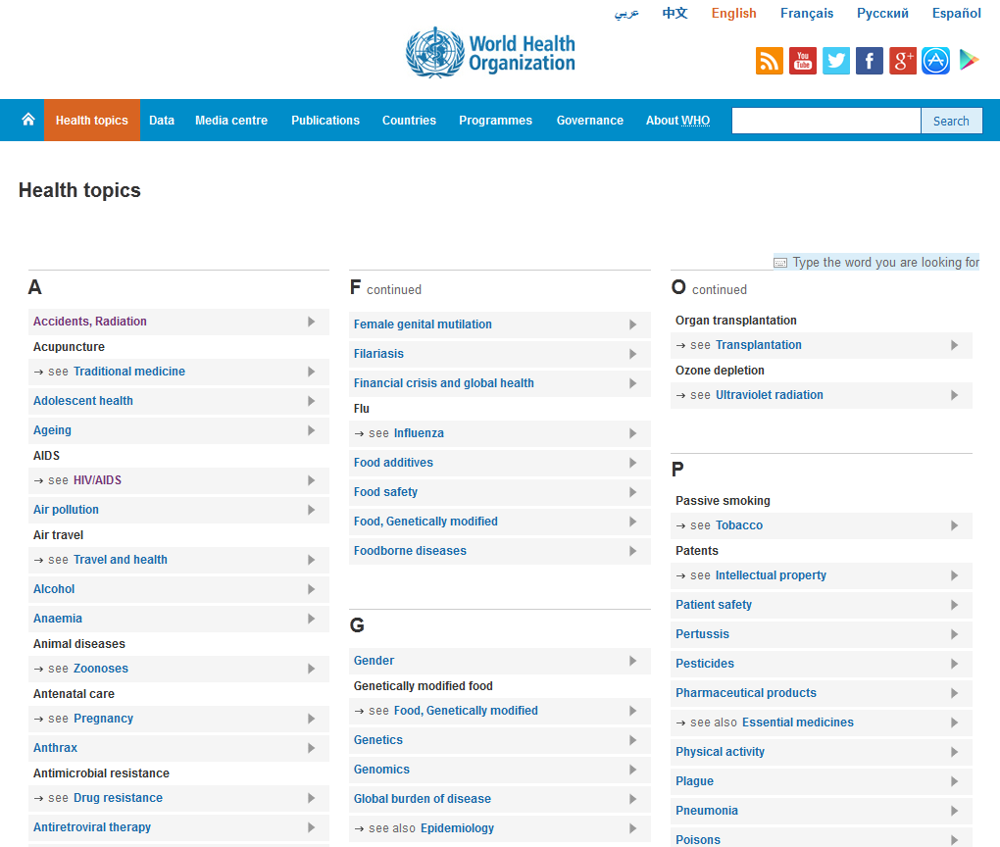 عربي 中文 English Français Русский Español
World Health
Organization
You
Tube
f
g+
Health topics Data Media centre Publications Countries Programmes Governance About WHO Search
Health topics
Type the word you are looking for
A
Accidents, Radiation
Acupuncture
→ see Traditional medicine
Adolescent health
Ageing
AIDS
→ see HIV/AIDS
Air pollution
Air travel
→ see Travel and health
Alcohol
Anaemia
Animal diseases
→ see Zoonoses
Antenatal care
→ see Pregnancy
Anthrax
Antimicrobial resistance
→ see Drug resistance
Antiretroviral therapy
F continued
Female genital mutilation
Filariasis
Financial crisis and global health
Flu
→ see Influenza
Food additives
Food safety
Food, Genetically modified
Foodborne diseases
G
Gender
Genetically modified food
→ see Food, Genetically modified
Genetics
Genomics
Global burden of disease
→ see also Epidemiology
O continued
Organ transplantation
→ see Transplantation
Ozone depletion
→ see Ultraviolet radiation
P
Passive smoking
→ see Tobacco
Patents
→ see Intellectual property
Patient safety
Pertussis
Pesticides
Pharmaceutical products
→ see also Essential medicines
Physical activity
Plague
Pneumonia
Poisons